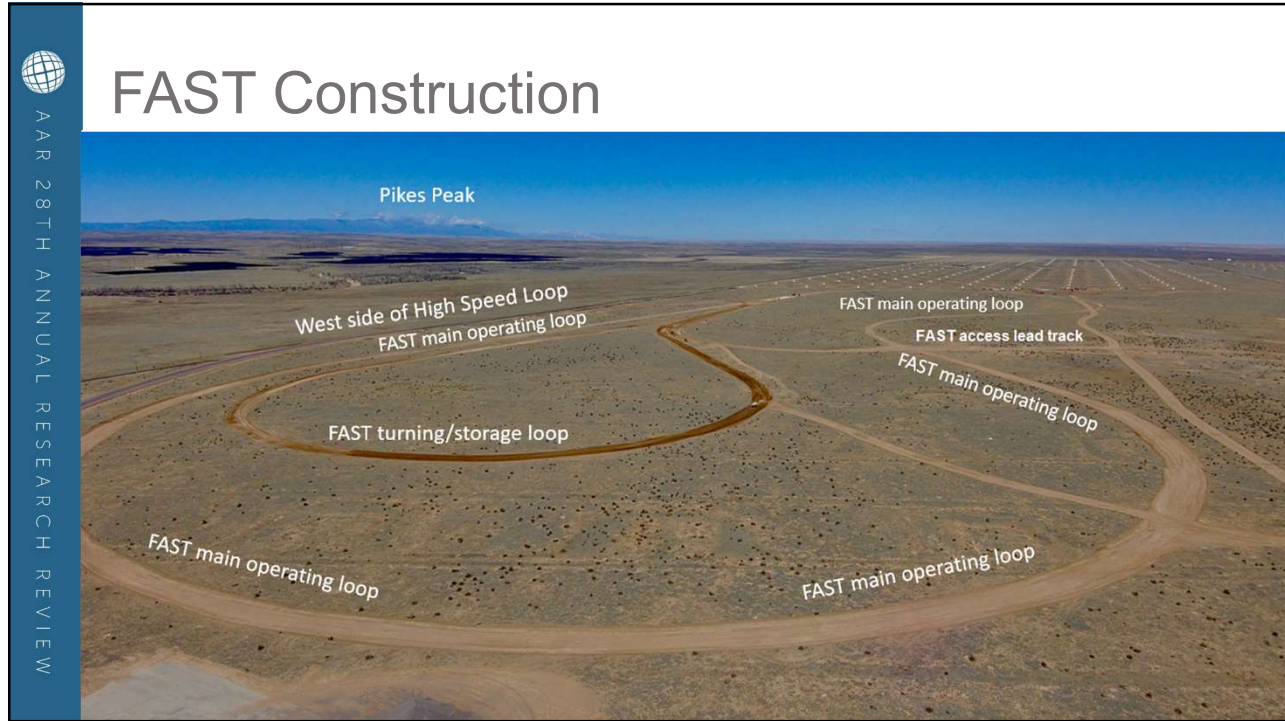 FAST Construction
AAR 28TH ANNUAL RESEARCH REVIEW
Pikes Peak
West side of High Speed Loop
FAST main operating loop
FAST main operating loop
FAST access lead track
FAST main operating loop
FAST turning/storage loop
FAST main operating loop
FAST main operating loop